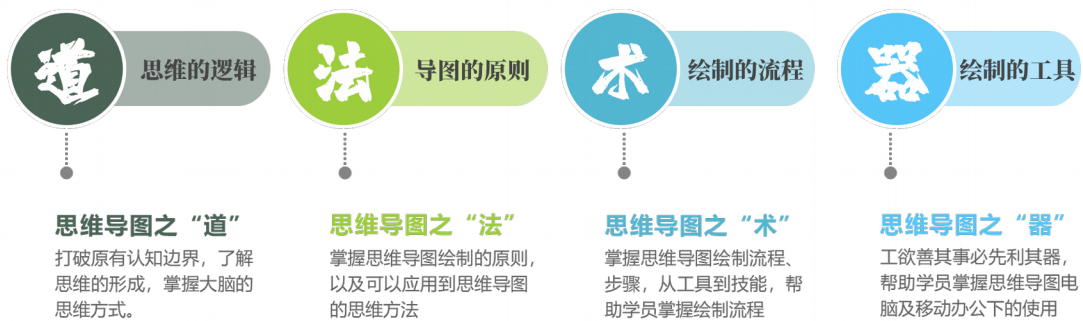 道 思维的逻辑
法 导图的原则
术 绘制的流程
器 绘制的工具
思维导图之“道”
打破原有认知边界，了解
思维的形成，掌握大脑的
思维方式。
思维导图之“法”
掌握思维导图绘制的原则，
以及可以应用到思维导图
的思维方法
思维导图之“术”
掌握思维导图绘制流程、
步骤，从工具到技能，帮
助学员掌握绘制流程
思维导图之“器”
工欲善其事必先利其器，
帮助学员掌握思维导图电
脑及移动办公下的使用